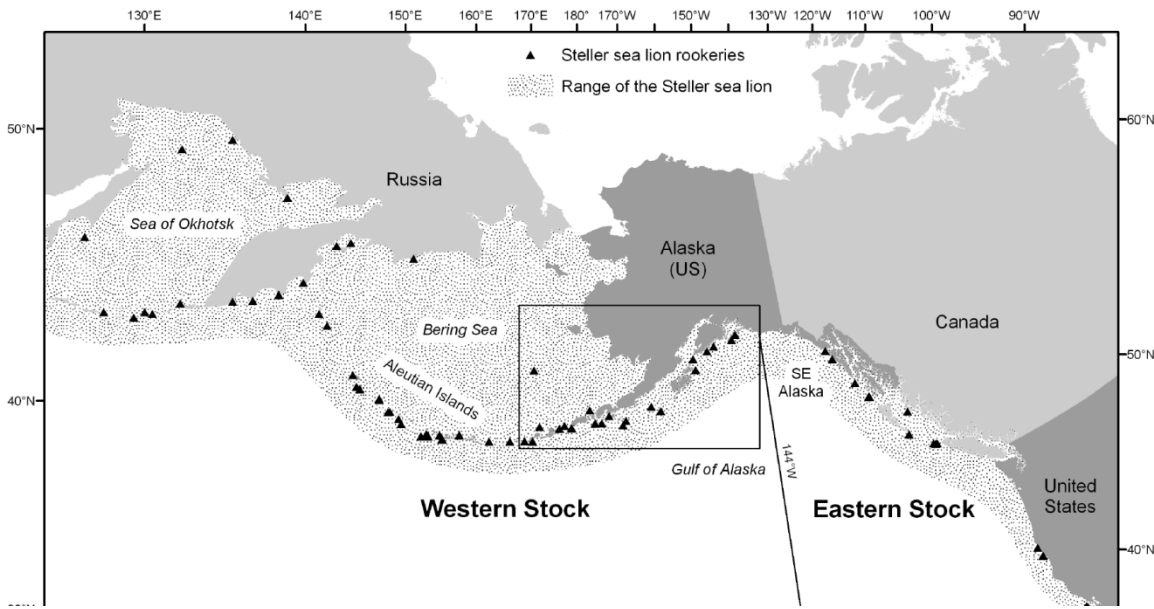 130°E 140°E 150°E 160°E 170°E 180° 170°W 150°W 130°W 120°W 110°W 100°W 90°W
Steller sea lion rookeries
Range of the Steller sea lion
50°N
60°N
Russia
Sea of Okhotsk
Alaska
(US)
Bering Sea
Canada
50°N
Aleutian Islands
SE
Alaska
40°N
144°W
Gulf of Alaska
United
States
Western Stock
Eastern Stock
40°N